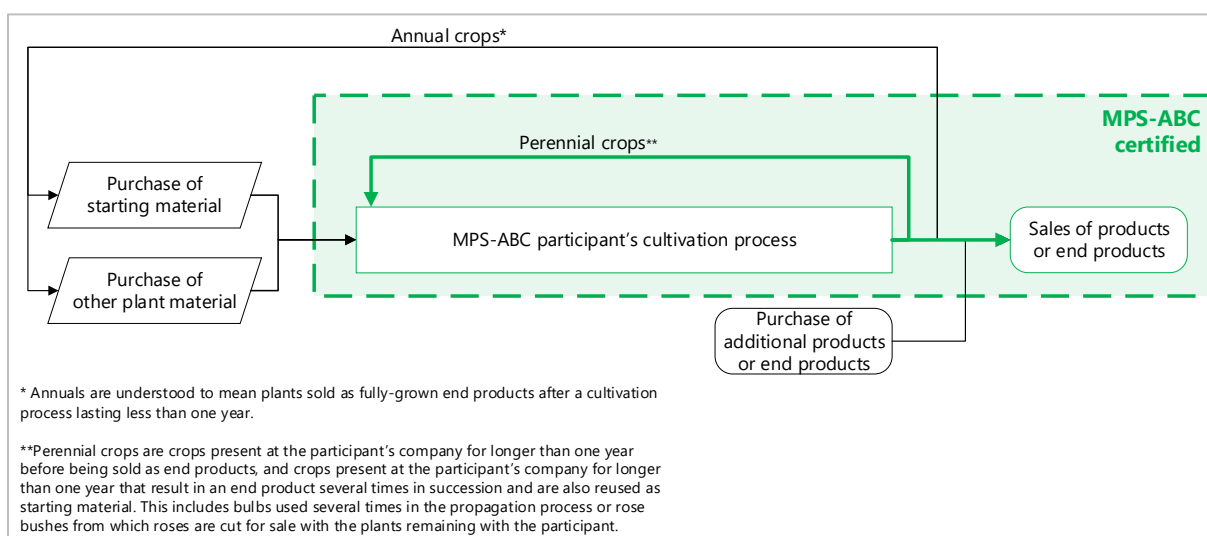 Annual crops*
MPS-ABC
certified
Perennial crops**
Purchase of
starting material
MPS-ABC participant’s cultivation process
Sales of products
or end products
Purchase of
other plant material
Purchase of
additional products
or end products
* Annuals are understood to mean plants sold as fully-grown end products after a cultivation
process lasting less than one year.
**Perennial crops are crops present at the participant’s company for longer than one year
before being sold as end products, and crops present at the participant’s company for longer
than one year that result in an end product several times in succession and are also reused as
starting material. This includes bulbs used several times in the propagation process or rose
bushes from which roses are cut for sale with the plants remaining with the participant.